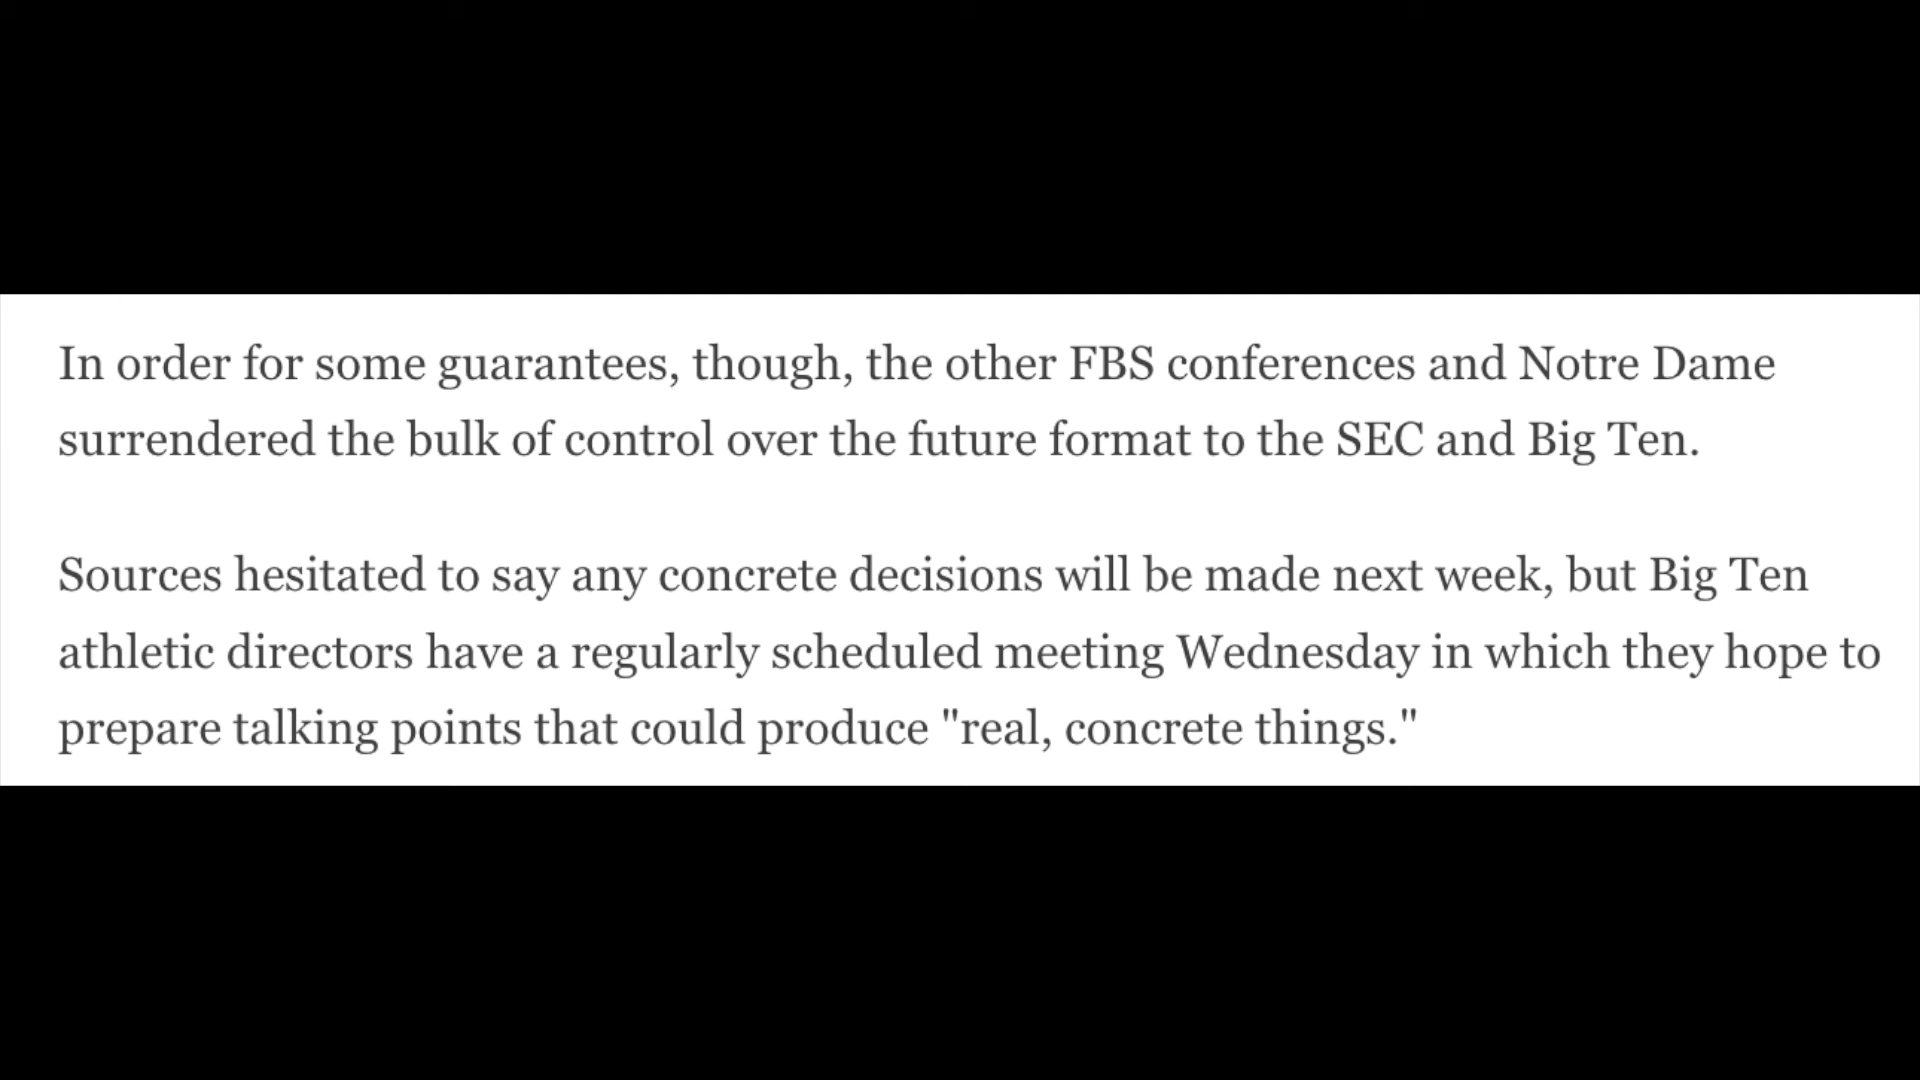 In order for some guarantees, though, the other FBS conferences and Notre Dame
surrendered the bulk of control over the future format to the SEC and Big Ten.
Sources hesitated to say any concrete decisions will be made next week, but Big Ten
athletic directors have a regularly scheduled meeting Wednesday in which they hope to
prepare talking points that could produce "real, concrete things."